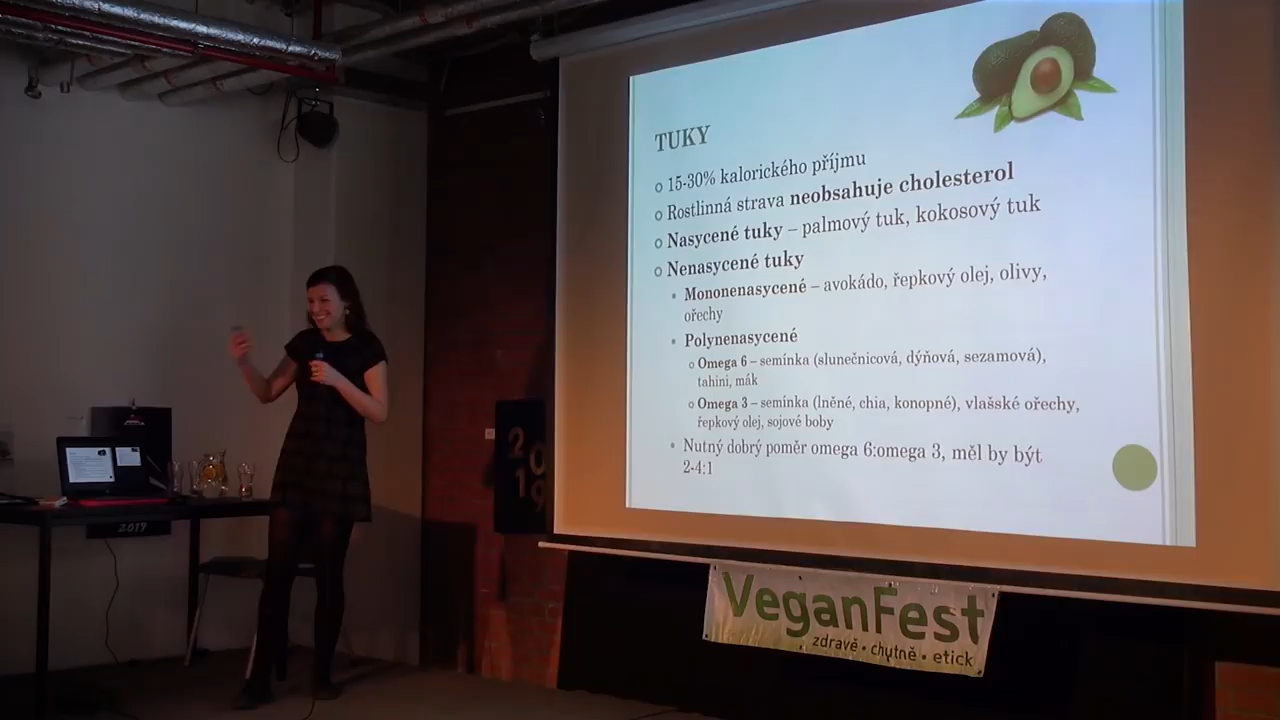 TUKY
15-30% kalorického příjmu
Rostlinná strava neobsahuje cholesterol
Nasycené tuky – palmový tuk, kokosový tuk
Nenasycené tuky
Mononenasycené – avokádo, řepkový olej, olivy,
ořechy
Polynenasycené
Omega 6 – semínka (slunečnicová, dýňová, sezamová),
tahini, mák
Omega 3 – semínka (lněné, chia, konopné), vlašské ořechy,
řepkový olej, sojové boby
Nutný dobrý poměr omega 6:omega 3, měl by být
2-4:1
20
19
2017
VeganFest
zdravě • chutně • etick